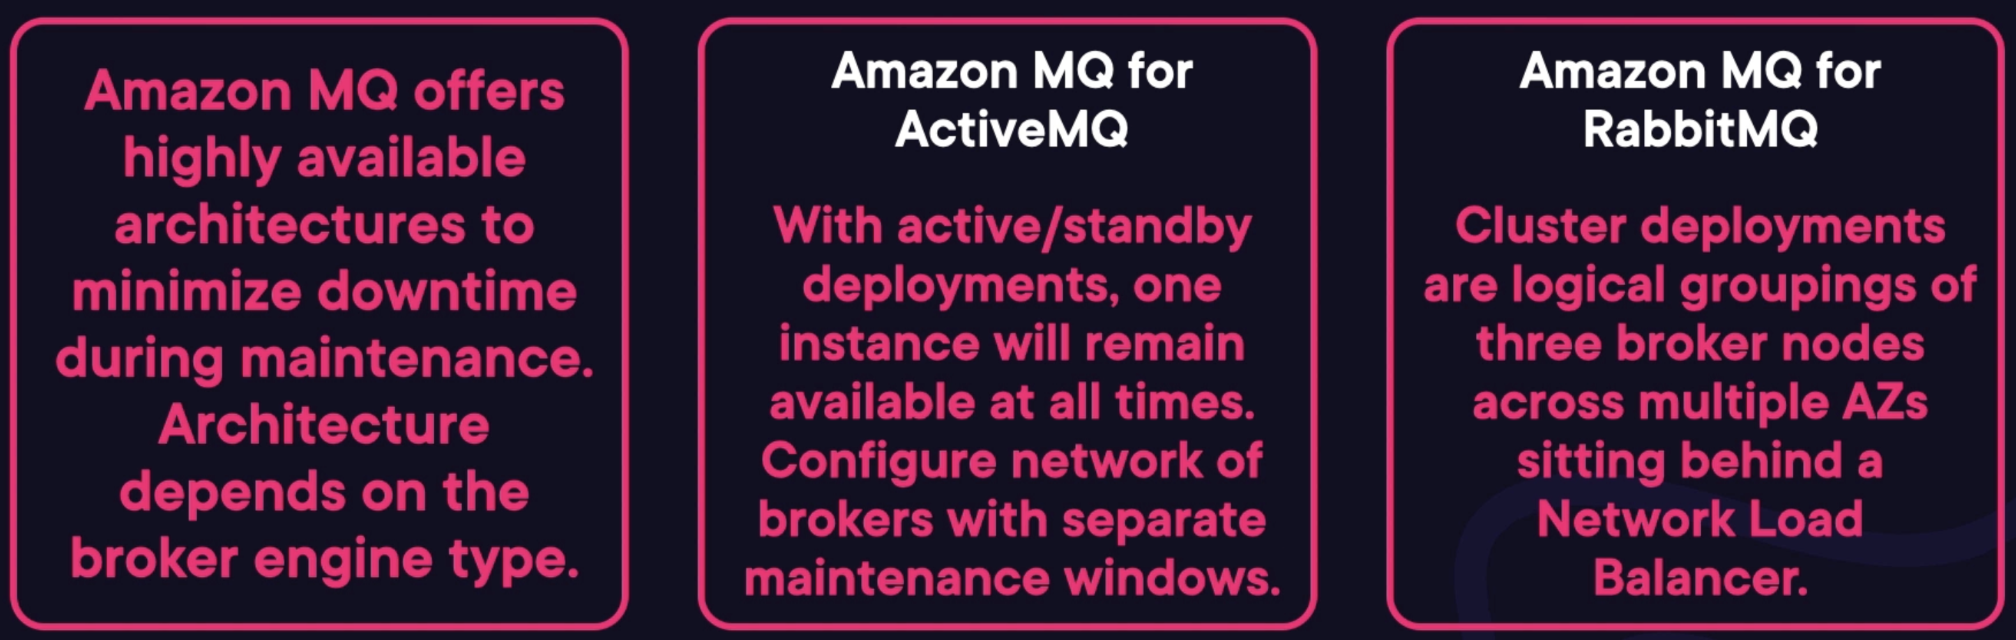 Amazon MQ offers
highly available
architectures to
minimize downtime
during maintenance.
Architecture
depends on the
broker engine type.
Amazon MQ for
ActiveMQ
With active/standby
deployments, one
instance will remain
available at all times.
Configure network of
brokers with separate
maintenance windows.
Amazon MQ for
RabbitMQ
Cluster deployments
are logical groupings of
three broker nodes
across multiple AZs
sitting behind a
Network Load
Balancer.